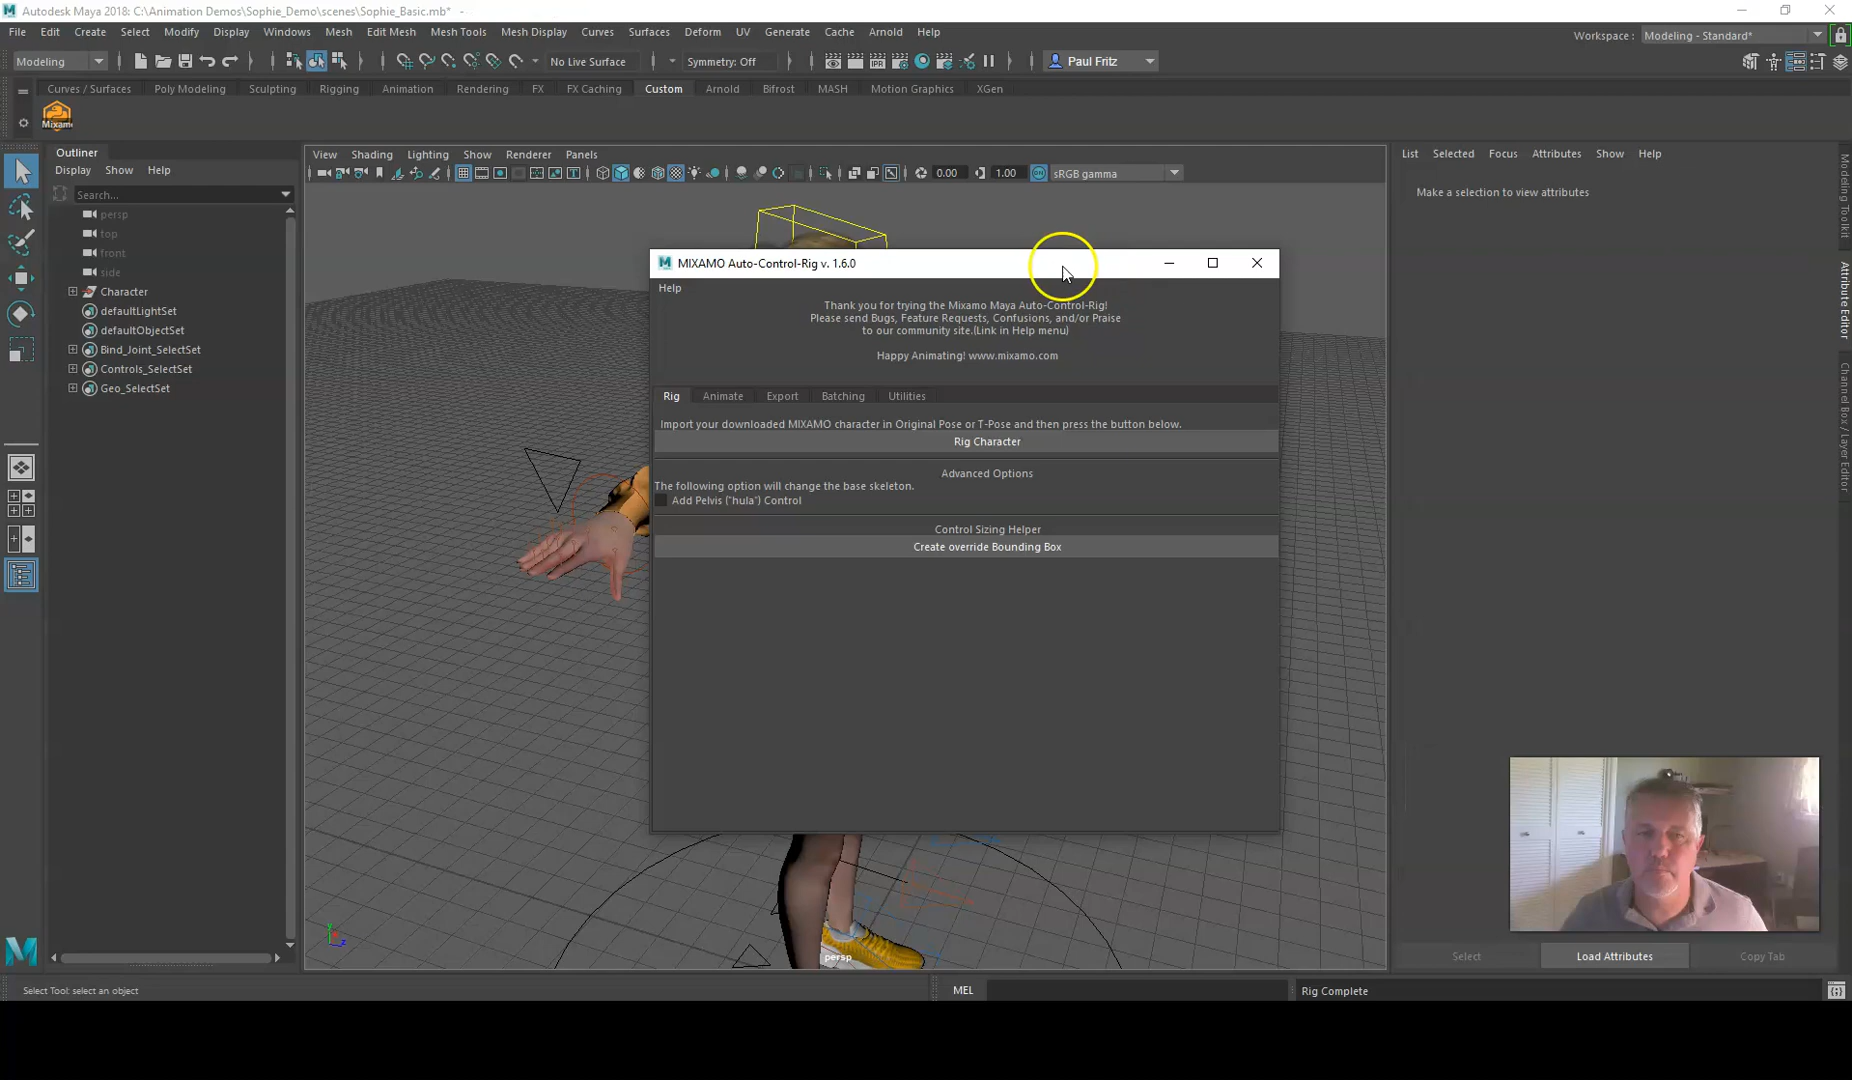 Autodesk Maya 2018: C:\Animation Demos\Sophie_Demo\scenes\Sophie_Basic.mb*
File Edit Create Select Modify Display Windows Mesh Edit Mesh Mesh Tools Mesh Display Curves Surfaces Deform UV Generate Cache Arnold Help
Workspace : Modeling - Standard*
Modeling No Live Surface Symmetry: Off Paul Fritz
Curves / Surfaces Poly Modeling Sculpting Rigging Animation Rendering FX FX Caching Custom Arnold Bifrost MASH Motion Graphics XGen
Mixamo
Outliner
Display Show Help
Search...
persp
top
front
side
Character
defaultLightSet
defaultObjectSet
Bind_Joint_SelectSet
Controls_SelectSet
Geo_SelectSet
View Shading Lighting Show Renderer Panels
0.00 1.00 sRGB gamma
MIXAMO Auto-Control-Rig v. 1.6.0
Help
Thank you for trying the Mixamo Maya Auto-Control-Rig!
Please send Bugs, Feature Requests, Confusions, and/or Praise
to our community site.(Link in Help menu)
Happy Animating! www.mixamo.com
Rig Animate Export Batching Utilities
Import your downloaded MIXAMO character in Original Pose or T-Pose and then press the button below.
Rig Character
Advanced Options
The following option will change the base skeleton.
Add Pelvis ("hula") Control
Control Sizing Helper
Create override Bounding Box
persp
List Selected Focus Attributes Show Help
Make a selection to view attributes
Modeling Toolkit
Attribute Editor
Channel Box / Layer Editor
Select Load Attributes Copy Tab
Select Tool: select an object
MEL
Rig Complete